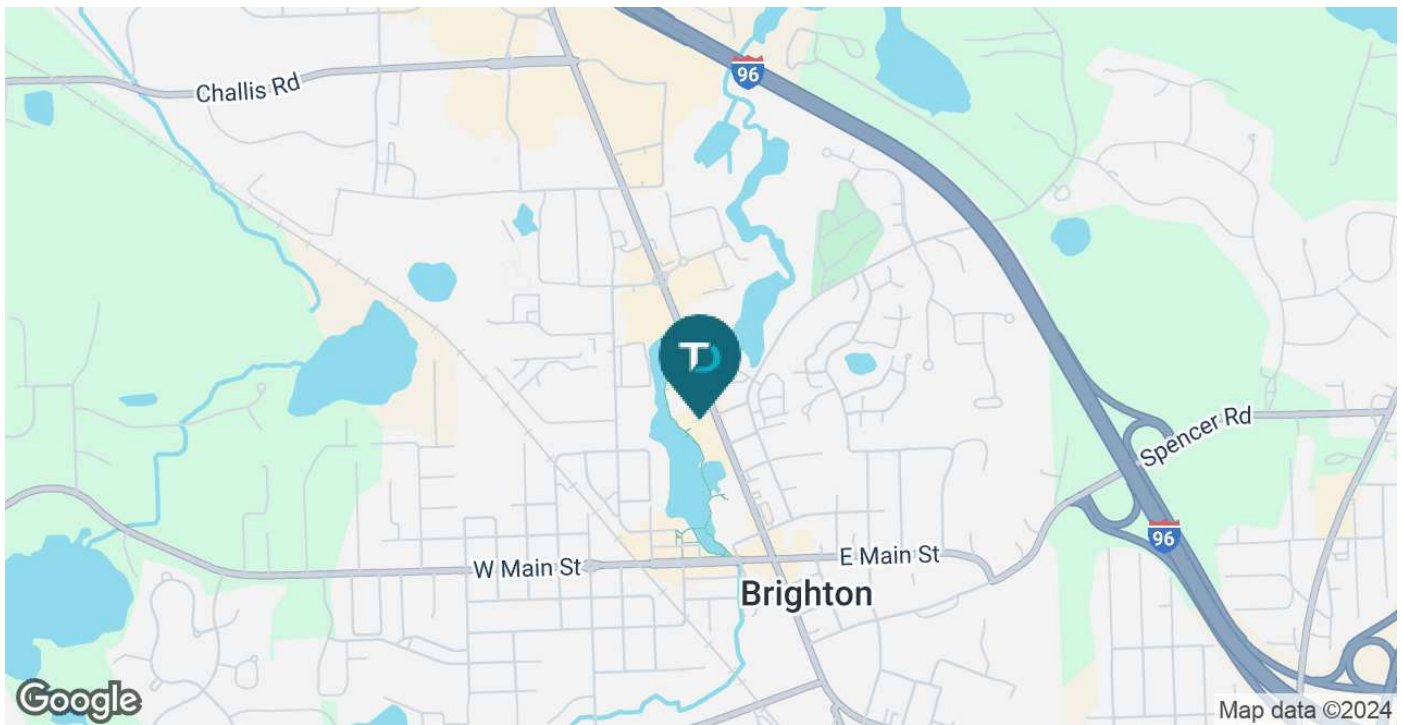 96
Challis Rd
TD
Spencer Rd
96
W Main St
E Main St
Brighton
Google
Map data ©2024